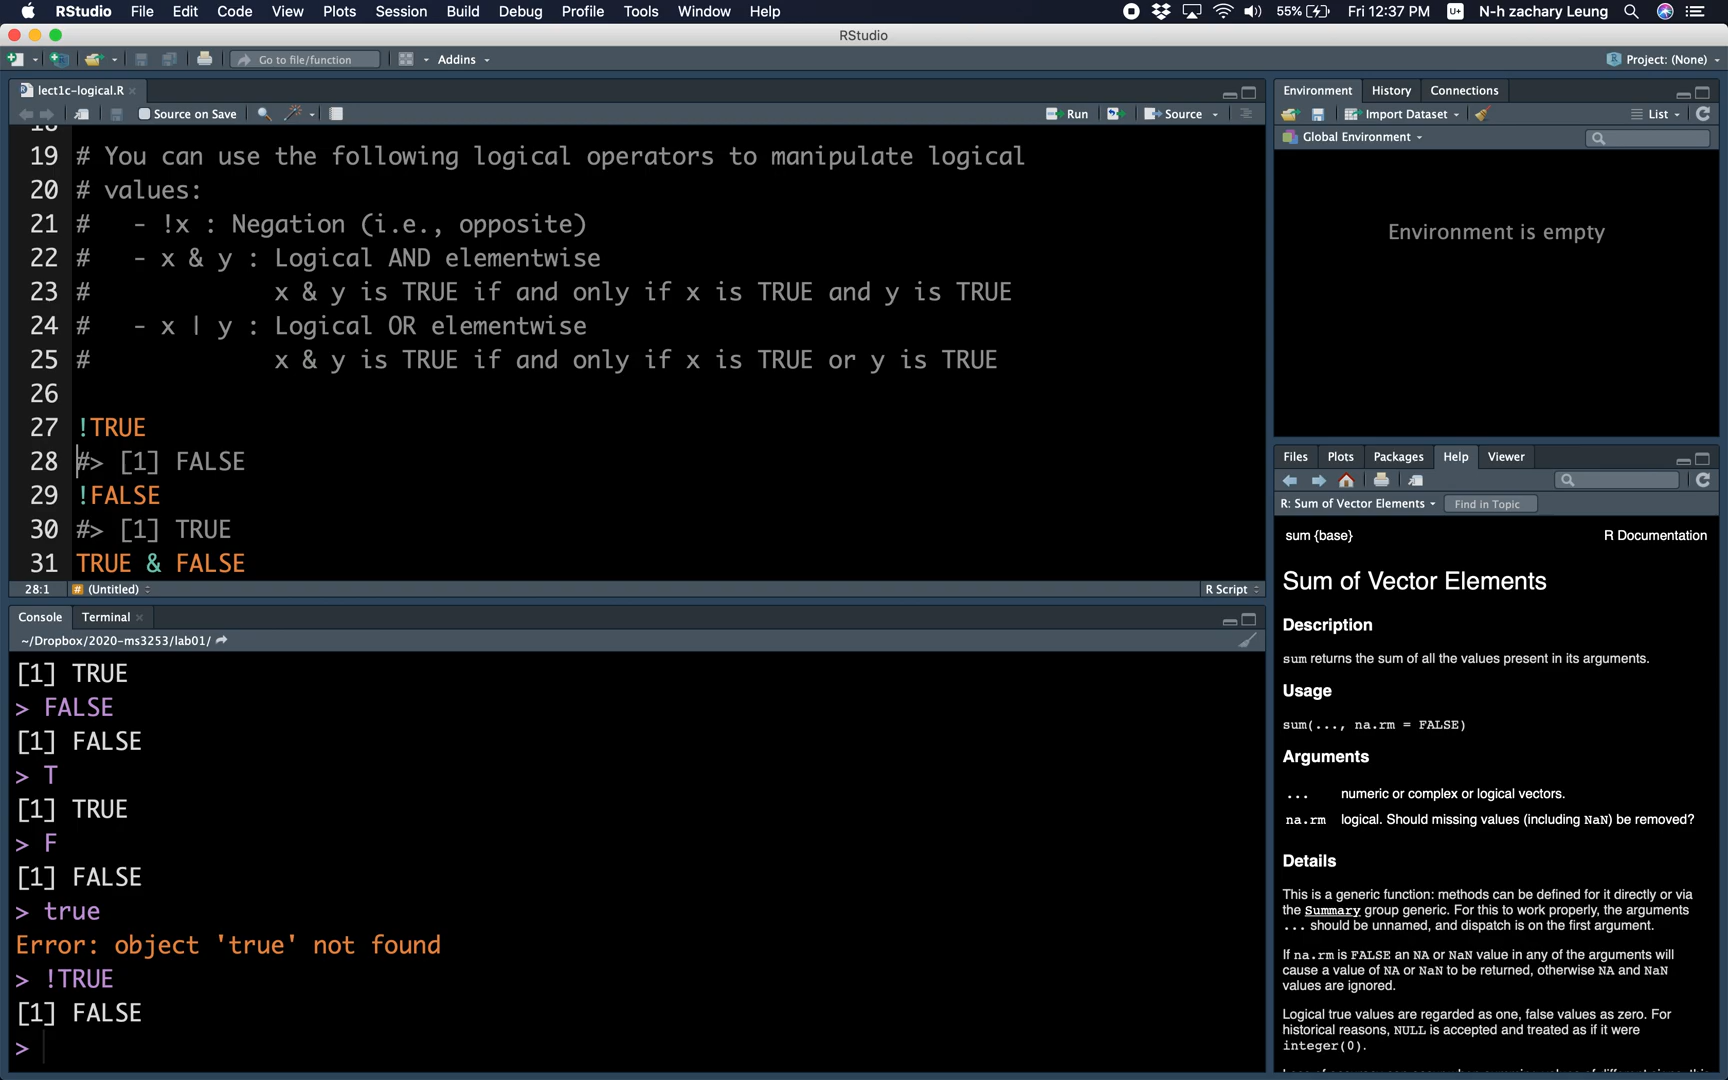 RStudio File Edit Code View Plots Session Build Debug Profile Tools Window Help 55% Fri 12:37 PM U+ N-h zachary Leung
RStudio
Go to file/function Addins Project: (None)
lect1c-logical.R
Source on Save Run Source
19 # You can use the following logical operators to manipulate logical
20 # values:
21 #   - !x : Negation (i.e., opposite)
22 #   - x & y : Logical AND elementwise
23 #             x & y is TRUE if and only if x is TRUE and y is TRUE
24 #   - x | y : Logical OR elementwise
25 #             x & y is TRUE if and only if x is TRUE or y is TRUE
26
27 !TRUE
28 #> [1] FALSE
29 !FALSE
30 #> [1] TRUE
31 TRUE & FALSE
28:1 # (Untitled) R Script
Console Terminal
~/Dropbox/2020-ms3253/lab01/
[1] TRUE
> FALSE
[1] FALSE
> T
[1] TRUE
> F
[1] FALSE
> true
Error: object 'true' not found
> !TRUE
[1] FALSE
>
Environment History Connections
Import Dataset List
Global Environment
Environment is empty
Files Plots Packages Help Viewer
R: Sum of Vector Elements Find in Topic
sum {base} R Documentation
Sum of Vector Elements
Description
sum returns the sum of all the values present in its arguments.
Usage
sum(..., na.rm = FALSE)
Arguments
... numeric or complex or logical vectors.
na.rm logical. Should missing values (including NaN) be removed?
Details
This is a generic function: methods can be defined for it directly or via
the Summary group generic. For this to work properly, the arguments
... should be unnamed, and dispatch is on the first argument.
If na.rm is FALSE an NA or NaN value in any of the arguments will
cause a value of NA or NaN to be returned, otherwise NA and NaN
values are ignored.
Logical true values are regarded as one, false values as zero. For
historical reasons, NULL is accepted and treated as if it were
integer(0).